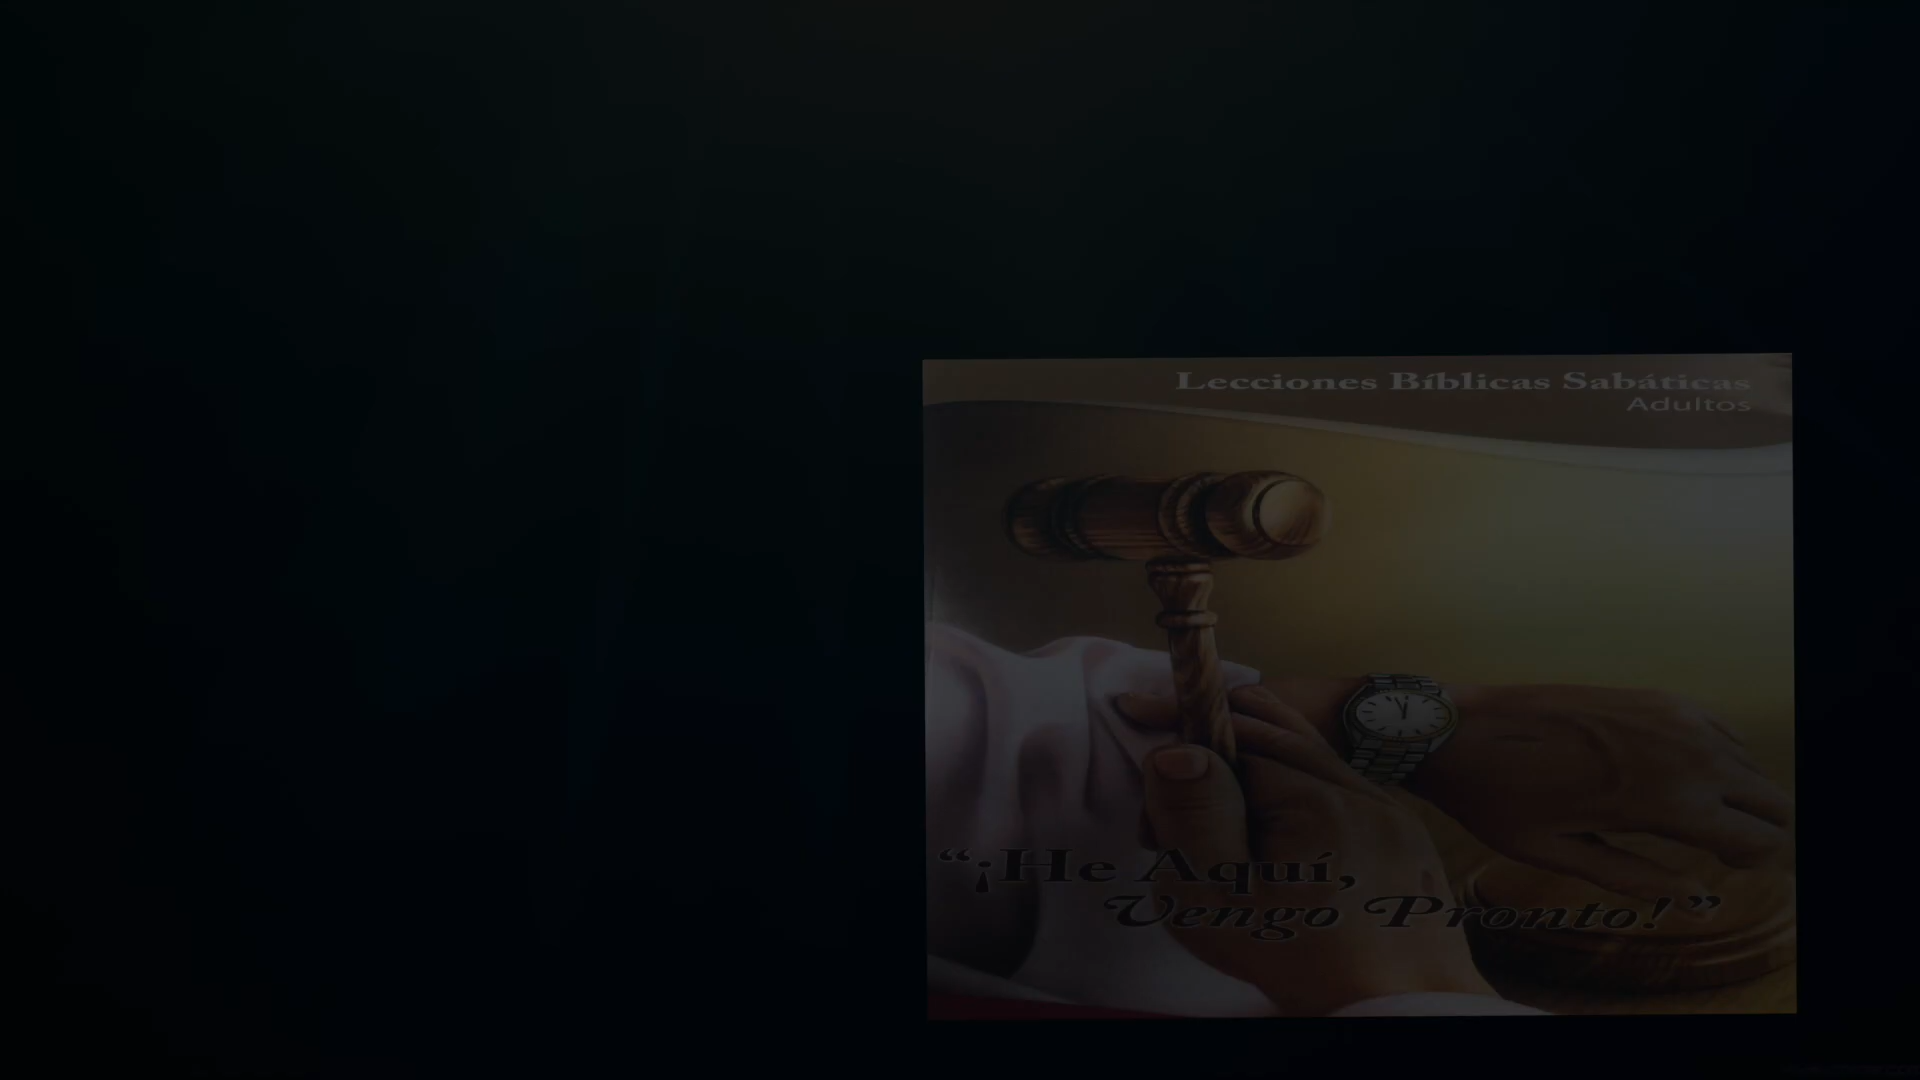 Lecciones Bíblicas Sabáticas
Adultos
“¡He Aquí,
Vengo Pronto!”